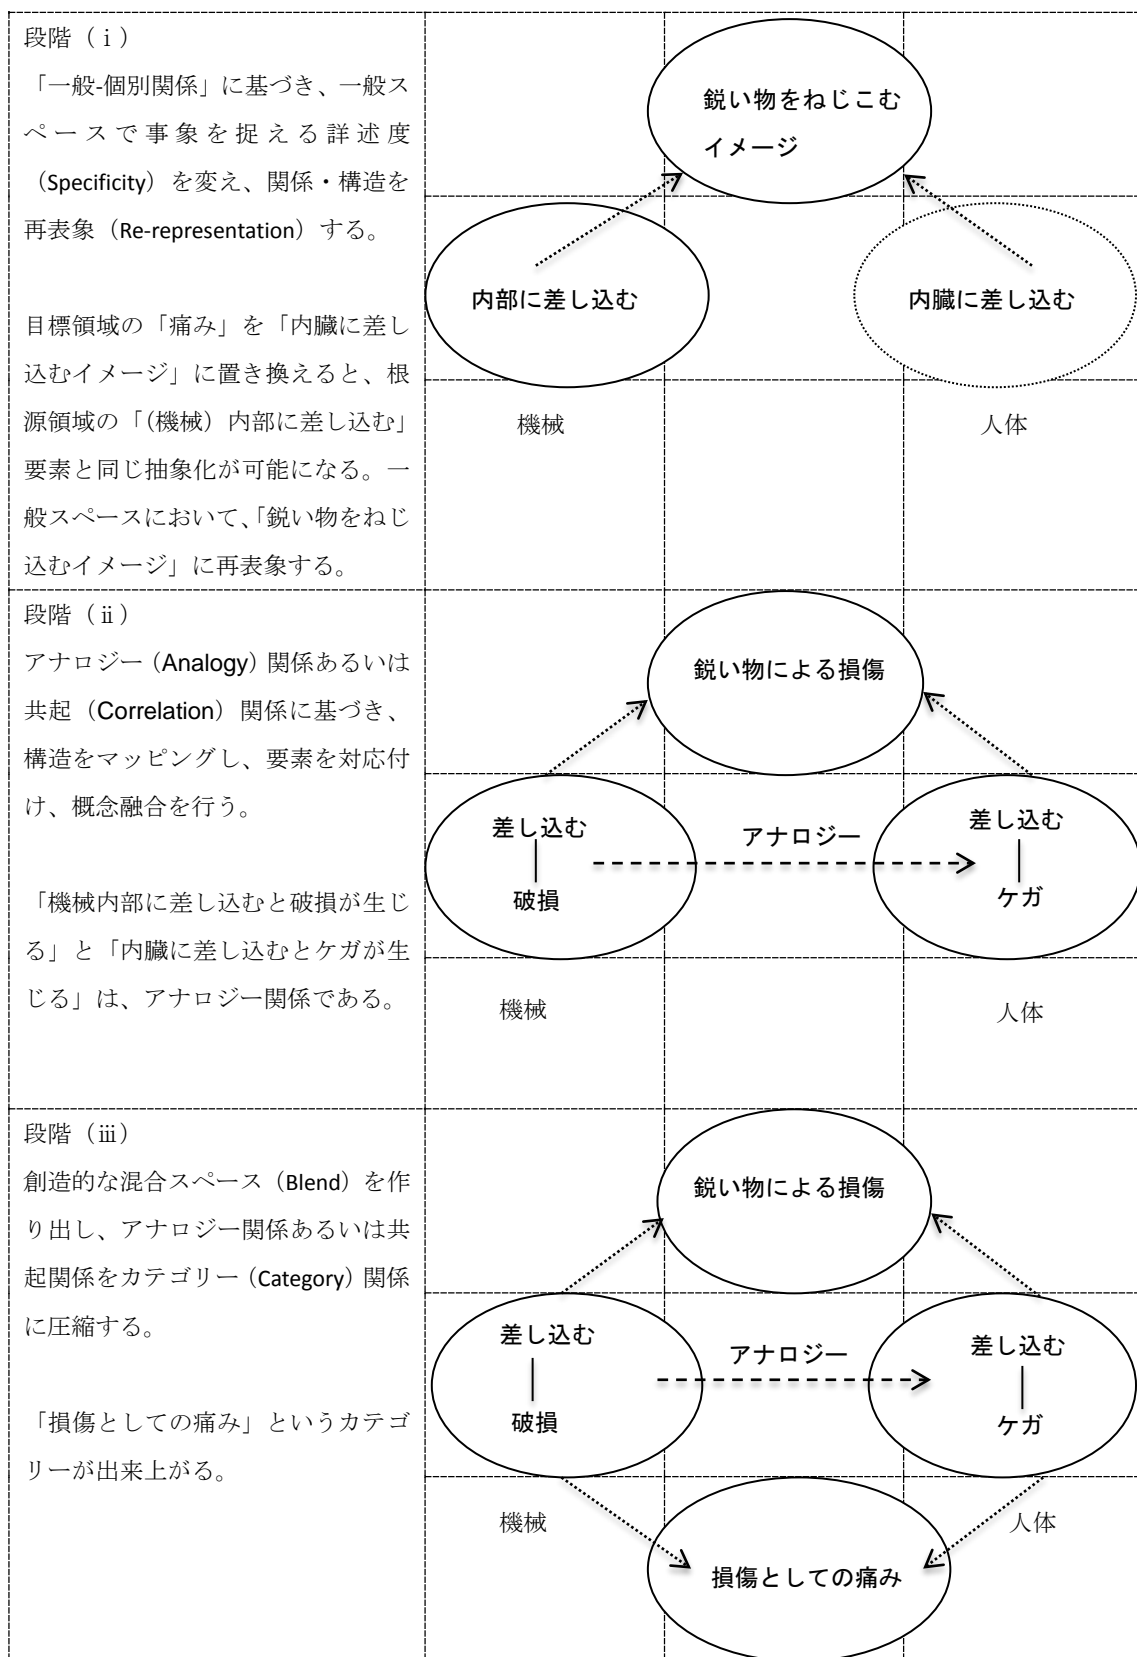 段階（ⅰ）
「一般-個別関係」に基づき、一般ス
ペースで事象を捉える詳述度
（Specificity）を変え、関係・構造を
再表象（Re-representation）する。
目標領域の「痛み」を「内臓に差し
込むイメージ」に置き換えると、根
源領域の「（機械）内部に差し込む」
要素と同じ抽象化が可能になる。一
般スペースにおいて、「鋭い物をねじ
込むイメージ」に再表象する。
鋭い物をねじこむ
イメージ
内部に差し込む
内臓に差し込む
機械
人体
段階（ⅱ）
アナロジー（Analogy）関係あるいは
共起（Correlation）関係に基づき、
構造をマッピングし、要素を対応付
け、概念融合を行う。
「機械内部に差し込むと破損が生じ
る」と「内臓に差し込むとケガが生
じる」は、アナロジー関係である。
鋭い物による損傷
差し込む
破損
アナロジー
差し込む
ケガ
機械
人体
段階（ⅲ）
創造的な混合スペース（Blend）を作
り出し、アナロジー関係あるいは共
起関係をカテゴリー（Category）関係
に圧縮する。
「損傷としての痛み」というカテゴ
リーが出来上がる。
鋭い物による損傷
差し込む
破損
アナロジー
差し込む
ケガ
機械
人体
損傷としての痛み